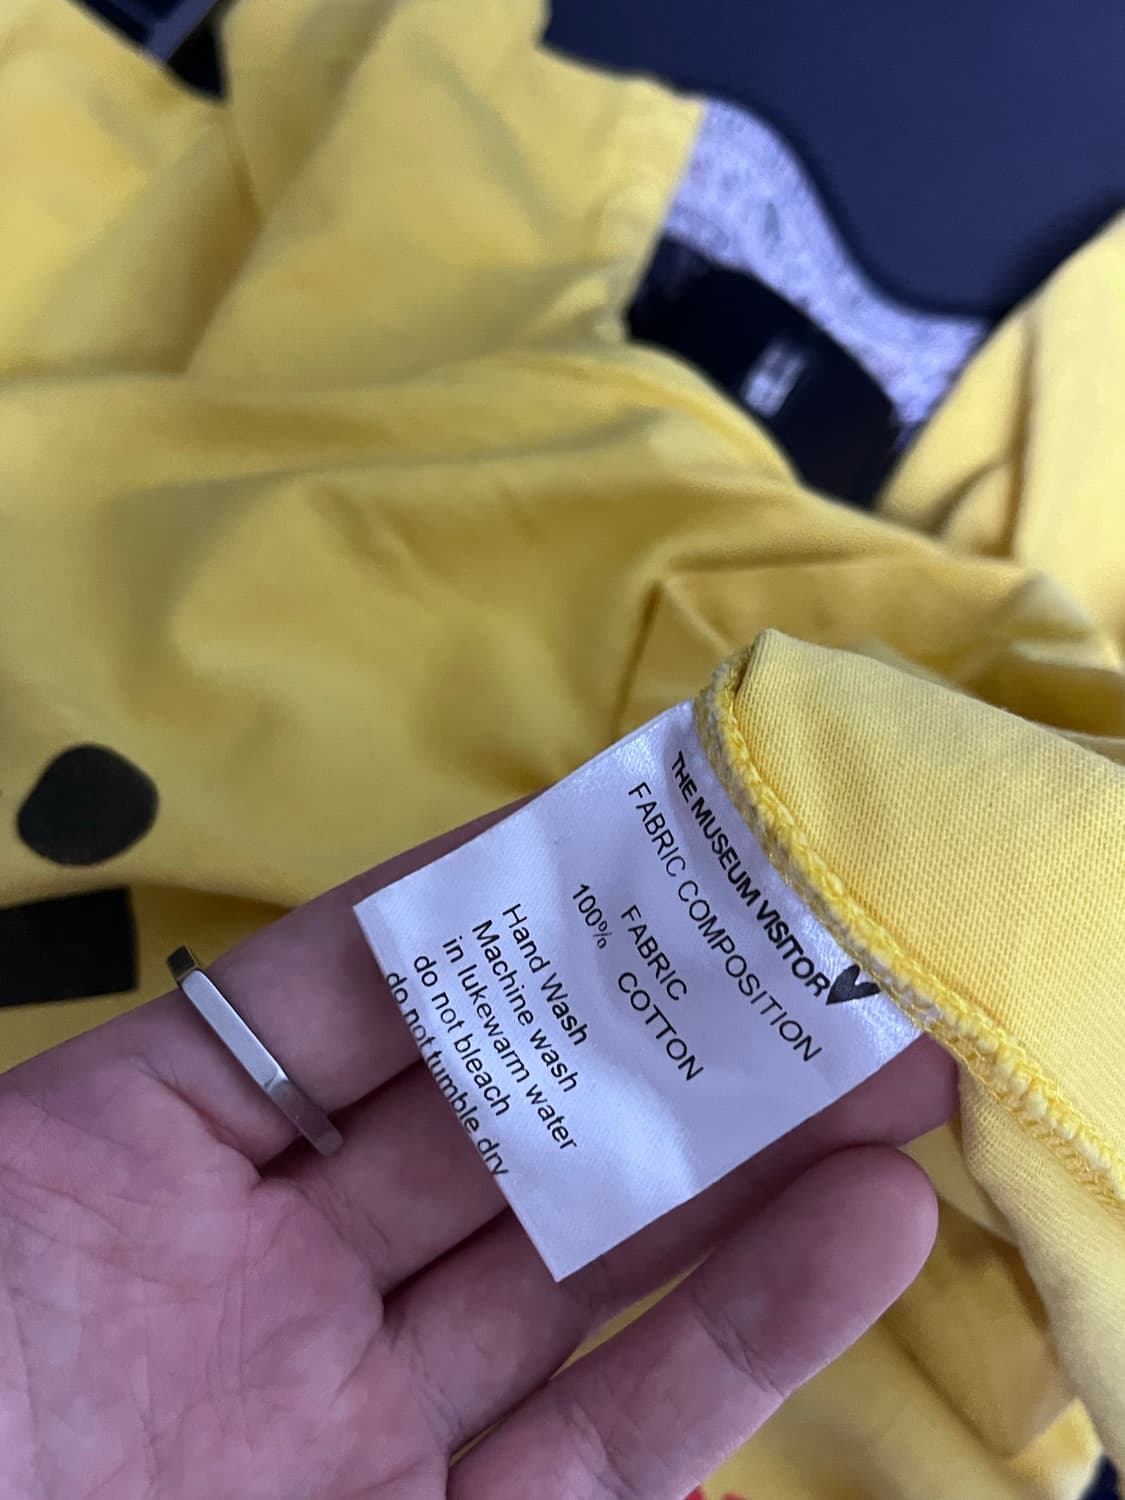 THE MUSEUM VISITOR
FABRIC COMPOSITION
FABRIC
100% COTTON
Hand Wash
Machine wash
in lukewarm water
do not bleach
do not tumble dry